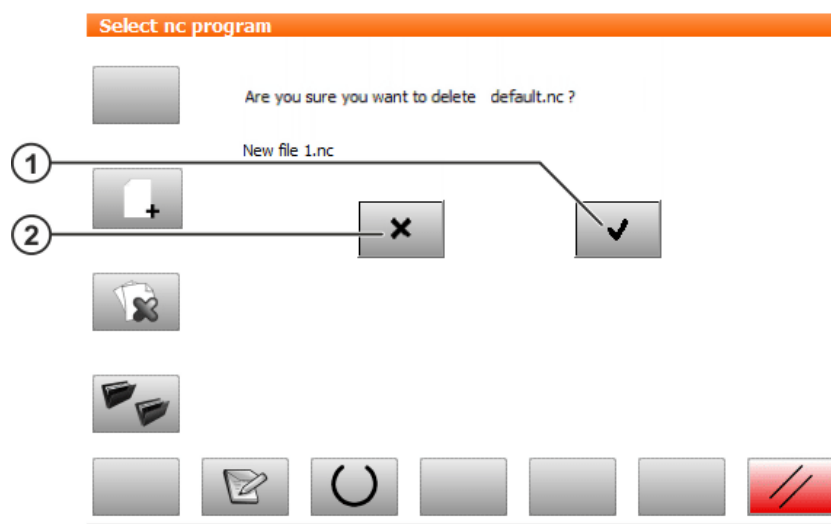 Select nc program
Are you sure you want to delete default.nc ?
New file 1.nc
1
2